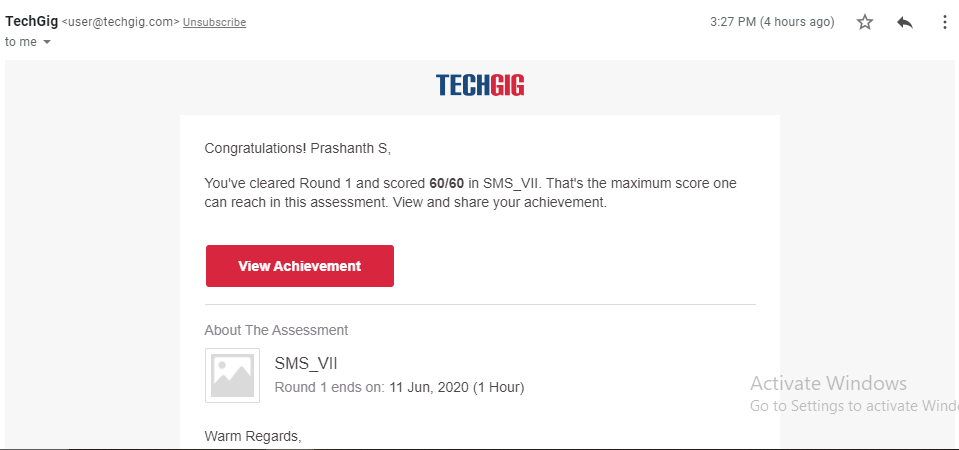 TechGig <user@techgig.com> Unsubscribe 3:27 PM (4 hours ago)
to me
TECHGIG
Congratulations! Prashanth S,
You've cleared Round 1 and scored 60/60 in SMS_VII. That's the maximum score one
can reach in this assessment. View and share your achievement.
View Achievement
About The Assessment
SMS_VII
Round 1 ends on: 11 Jun, 2020 (1 Hour)
Activate Windows
Go to Settings to activate Wind
Warm Regards,